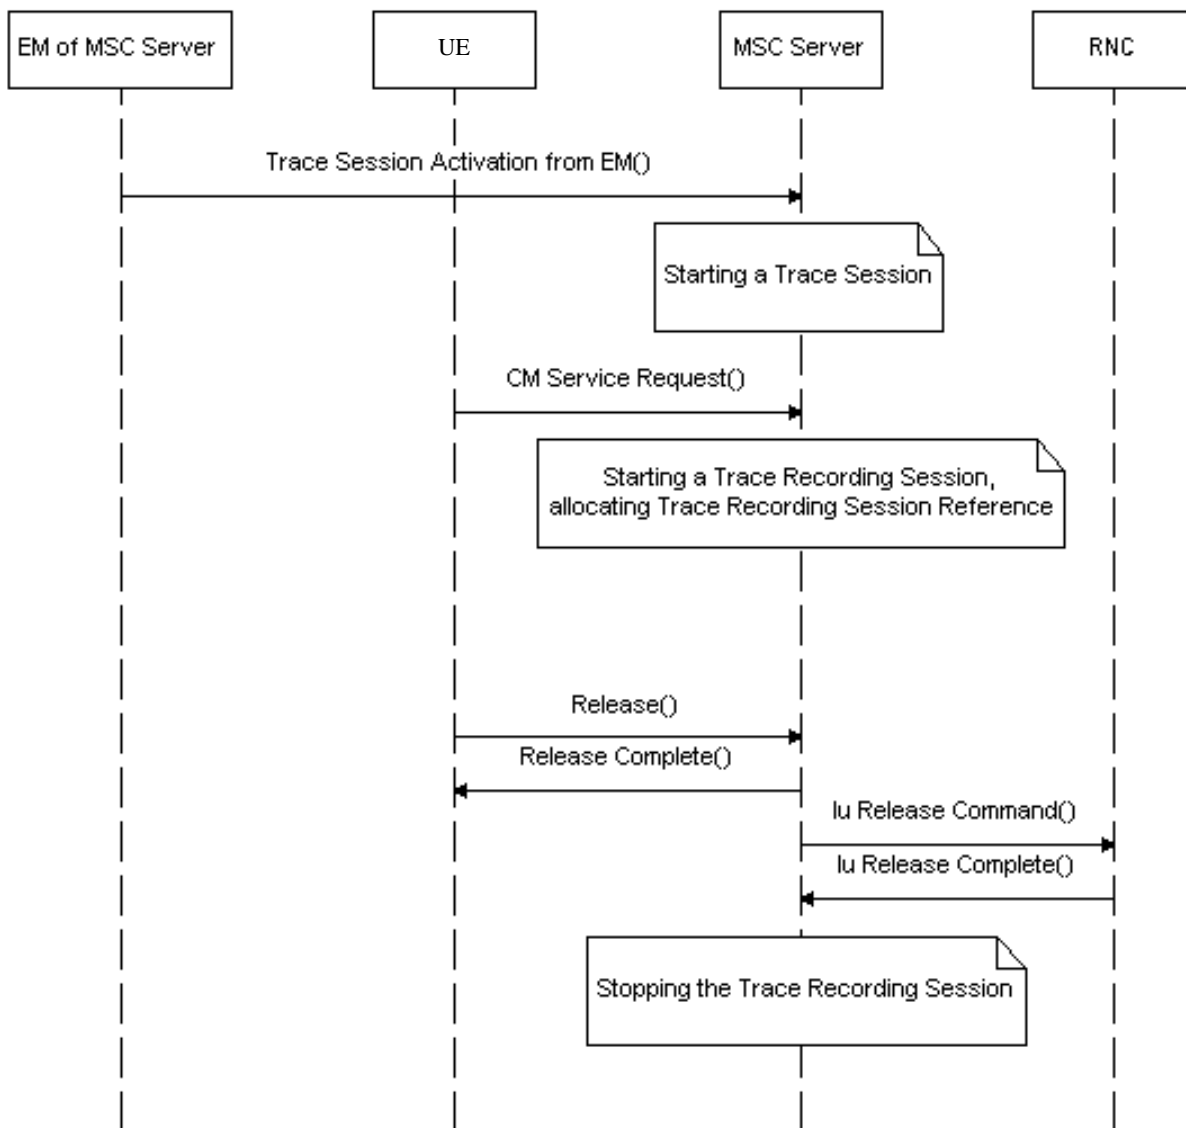 EM of MSC Server
UE
MSC Server
RNC
Trace Session Activation from EM()
Starting a Trace Session
CM Service Request()
Starting a Trace Recording Session,
allocating Trace Recording Session Reference
Release()
Release Complete()
Iu Release Command()
Iu Release Complete()
Stopping the Trace Recording Session